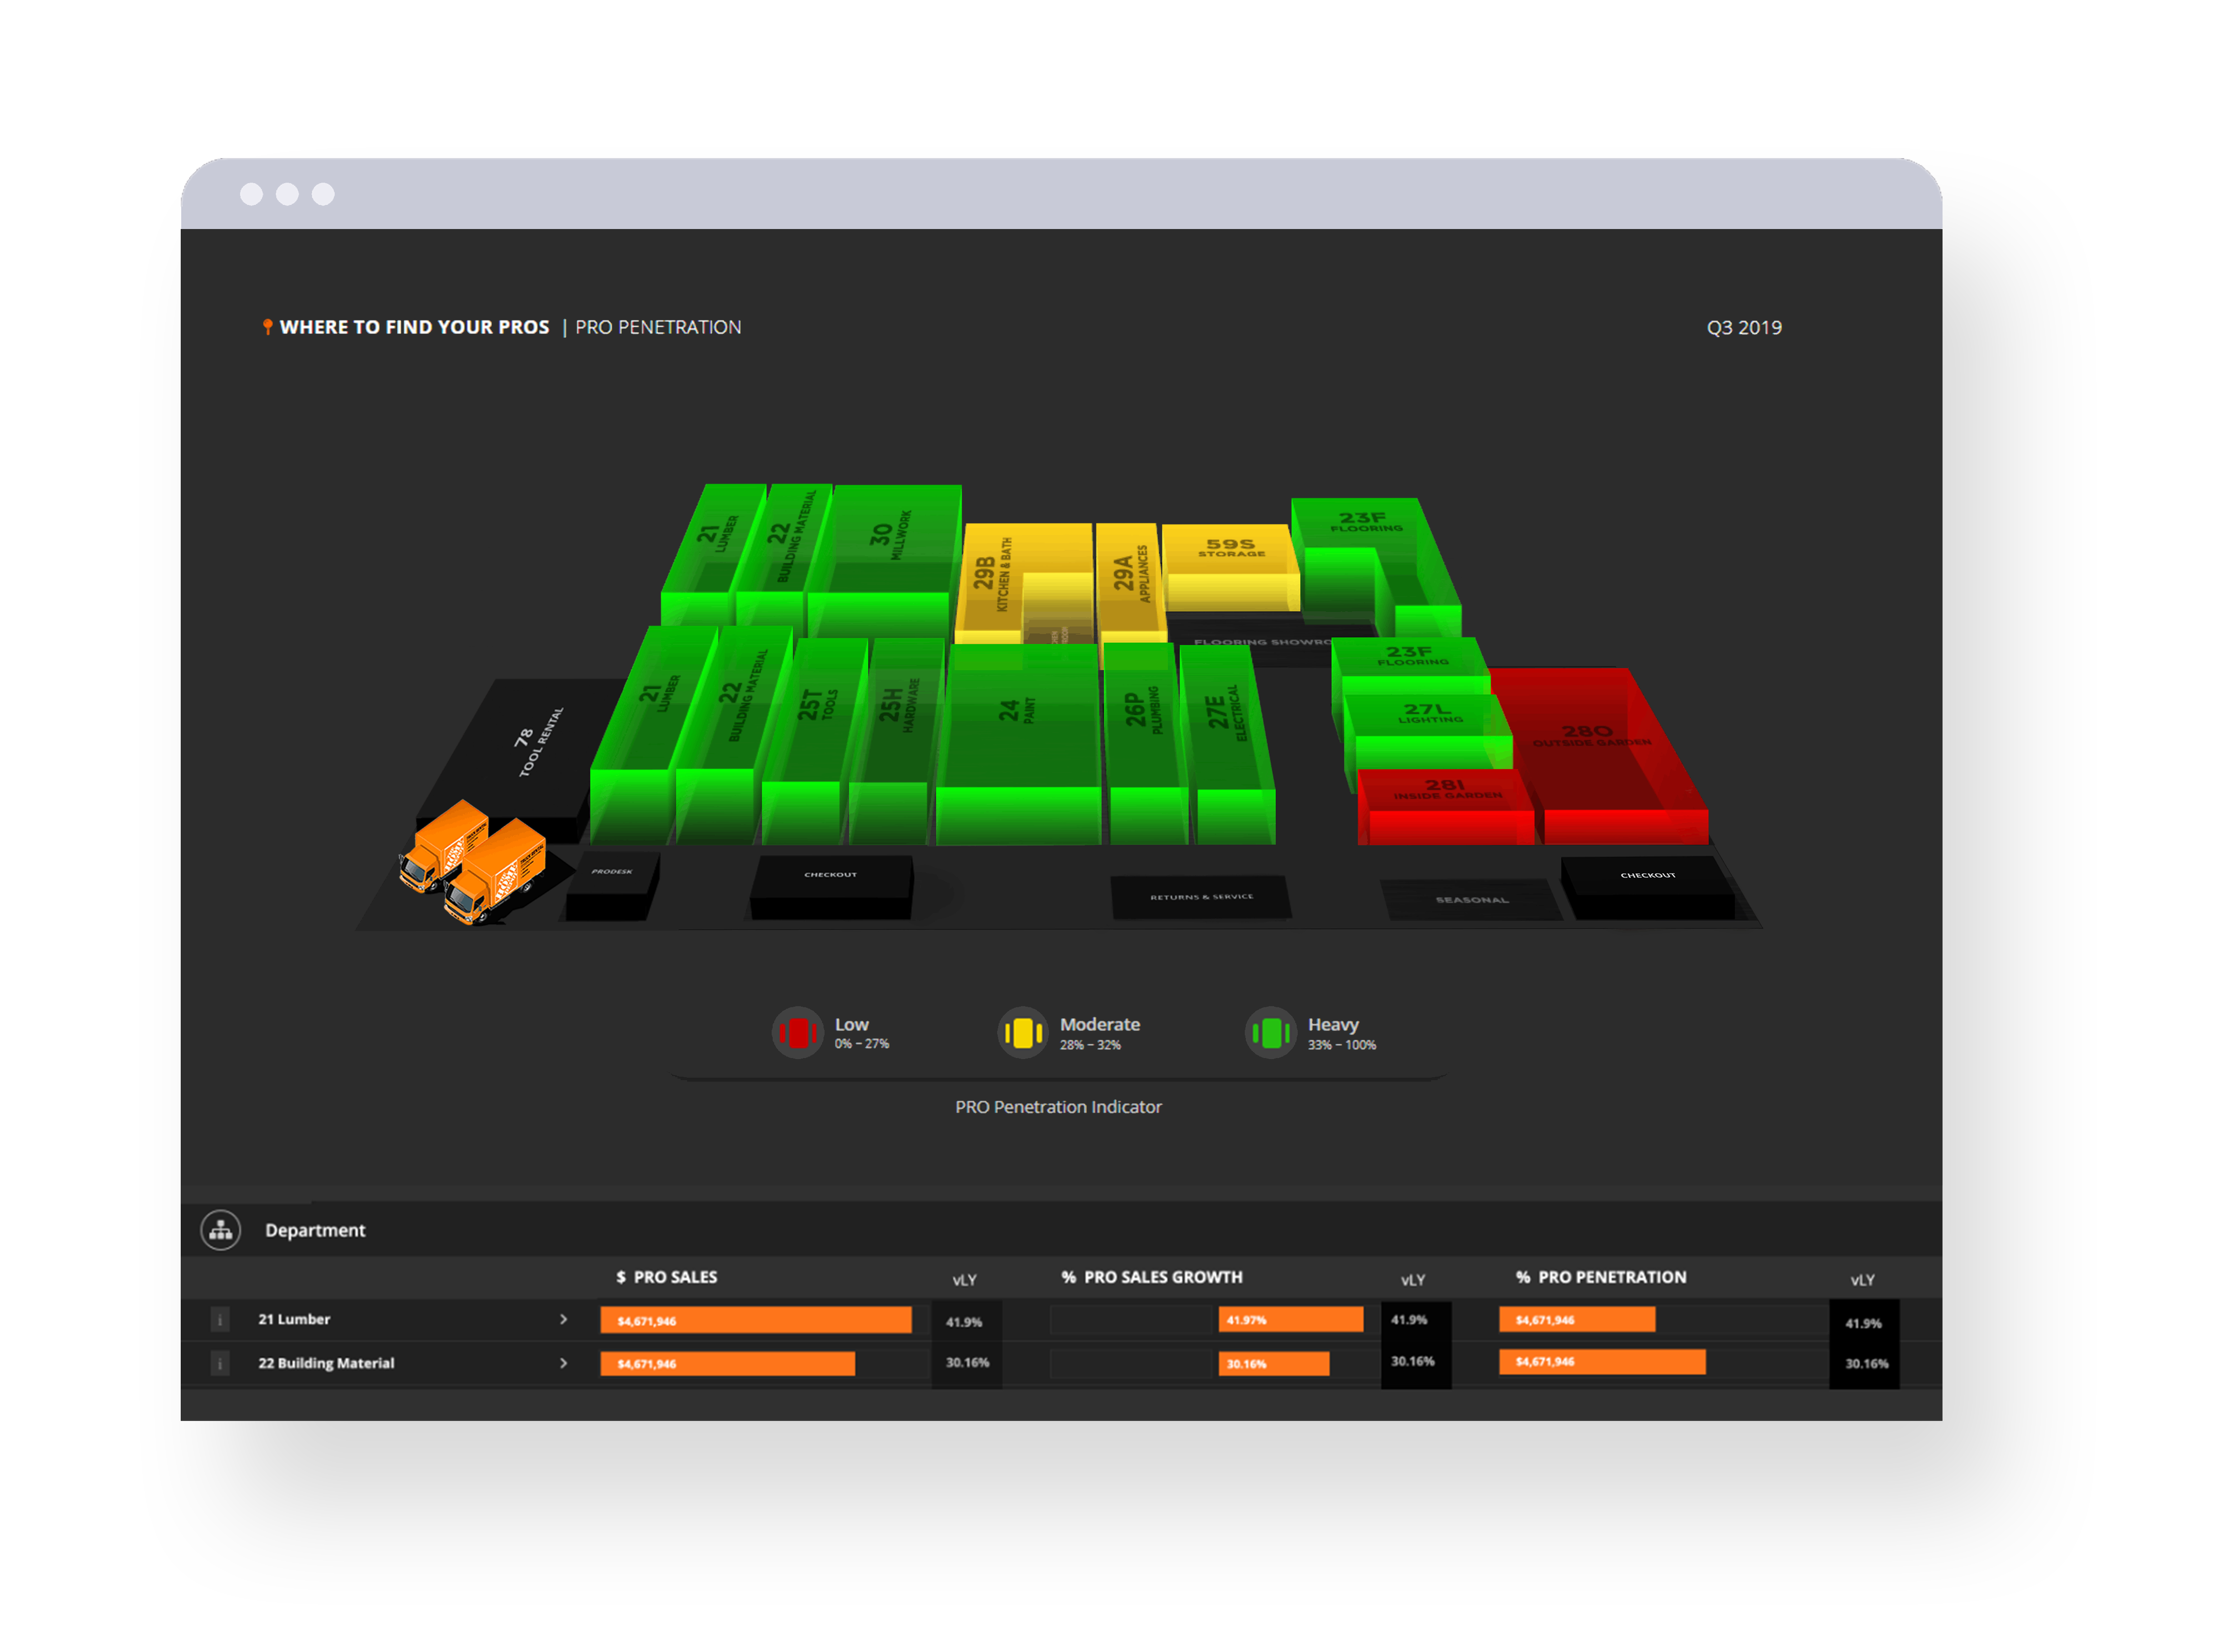 WHERE TO FIND YOUR PROS | PRO PENETRATION
Q3 2019
21
LUMBER
22
BUILDING MATERIAL
30
MILLWORK
29B
KITCHEN & BATH
29A
APPLIANCES
59S
STORAGE
23F
FLOORING
FLOORING SHOWRO
78
TOOL RENTAL
21
LUMBER
22
BUILDING MATERIAL
25T
TOOLS
25H
HARDWARE
24
PAINT
26P
PLUMBING
27E
ELECTRICAL
23F
FLOORING
27L
LIGHTING
28O
OUTSIDE GARDEN
28I
INSIDE GARDEN
PRODESK
CHECKOUT
RETURNS & SERVICE
SEASONAL
CHECKOUT
Low
0% – 27%
Moderate
28% – 32%
Heavy
33% – 100%
PRO Penetration Indicator
Department
$ PRO SALES vLY % PRO SALES GROWTH vLY % PRO PENETRATION vLY
i 21 Lumber > $4,671,946 41.9% 41.97% 41.9% $4,671,946 41.9%
i 22 Building Material > $4,671,946 30.16% 30.16% 30.16% $4,671,946 30.16%